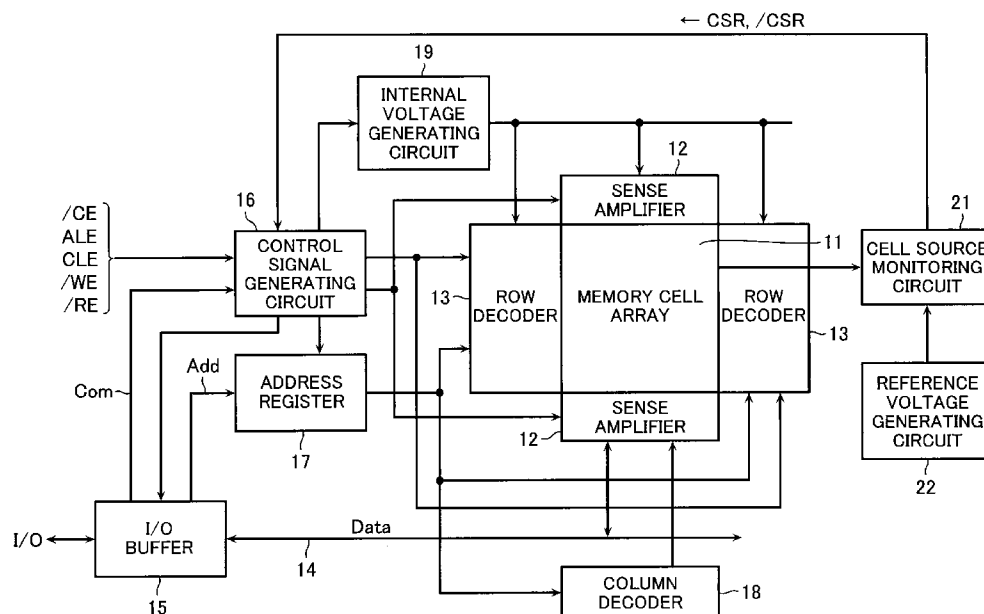 ← CSR, /CSR
19
INTERNAL
VOLTAGE
GENERATING
CIRCUIT
12
SENSE
AMPLIFIER
/CE
ALE
CLE
/WE
/RE
16
CONTROL
SIGNAL
GENERATING
CIRCUIT
13
ROW
DECODER
MEMORY CELL
ARRAY
11
ROW
DECODER
13
21
CELL SOURCE
MONITORING
CIRCUIT
Com
Add
ADDRESS
REGISTER
17
SENSE
AMPLIFIER
12
REFERENCE
VOLTAGE
GENERATING
CIRCUIT
22
I/O
I/O
BUFFER
15
Data
14
COLUMN
DECODER
18